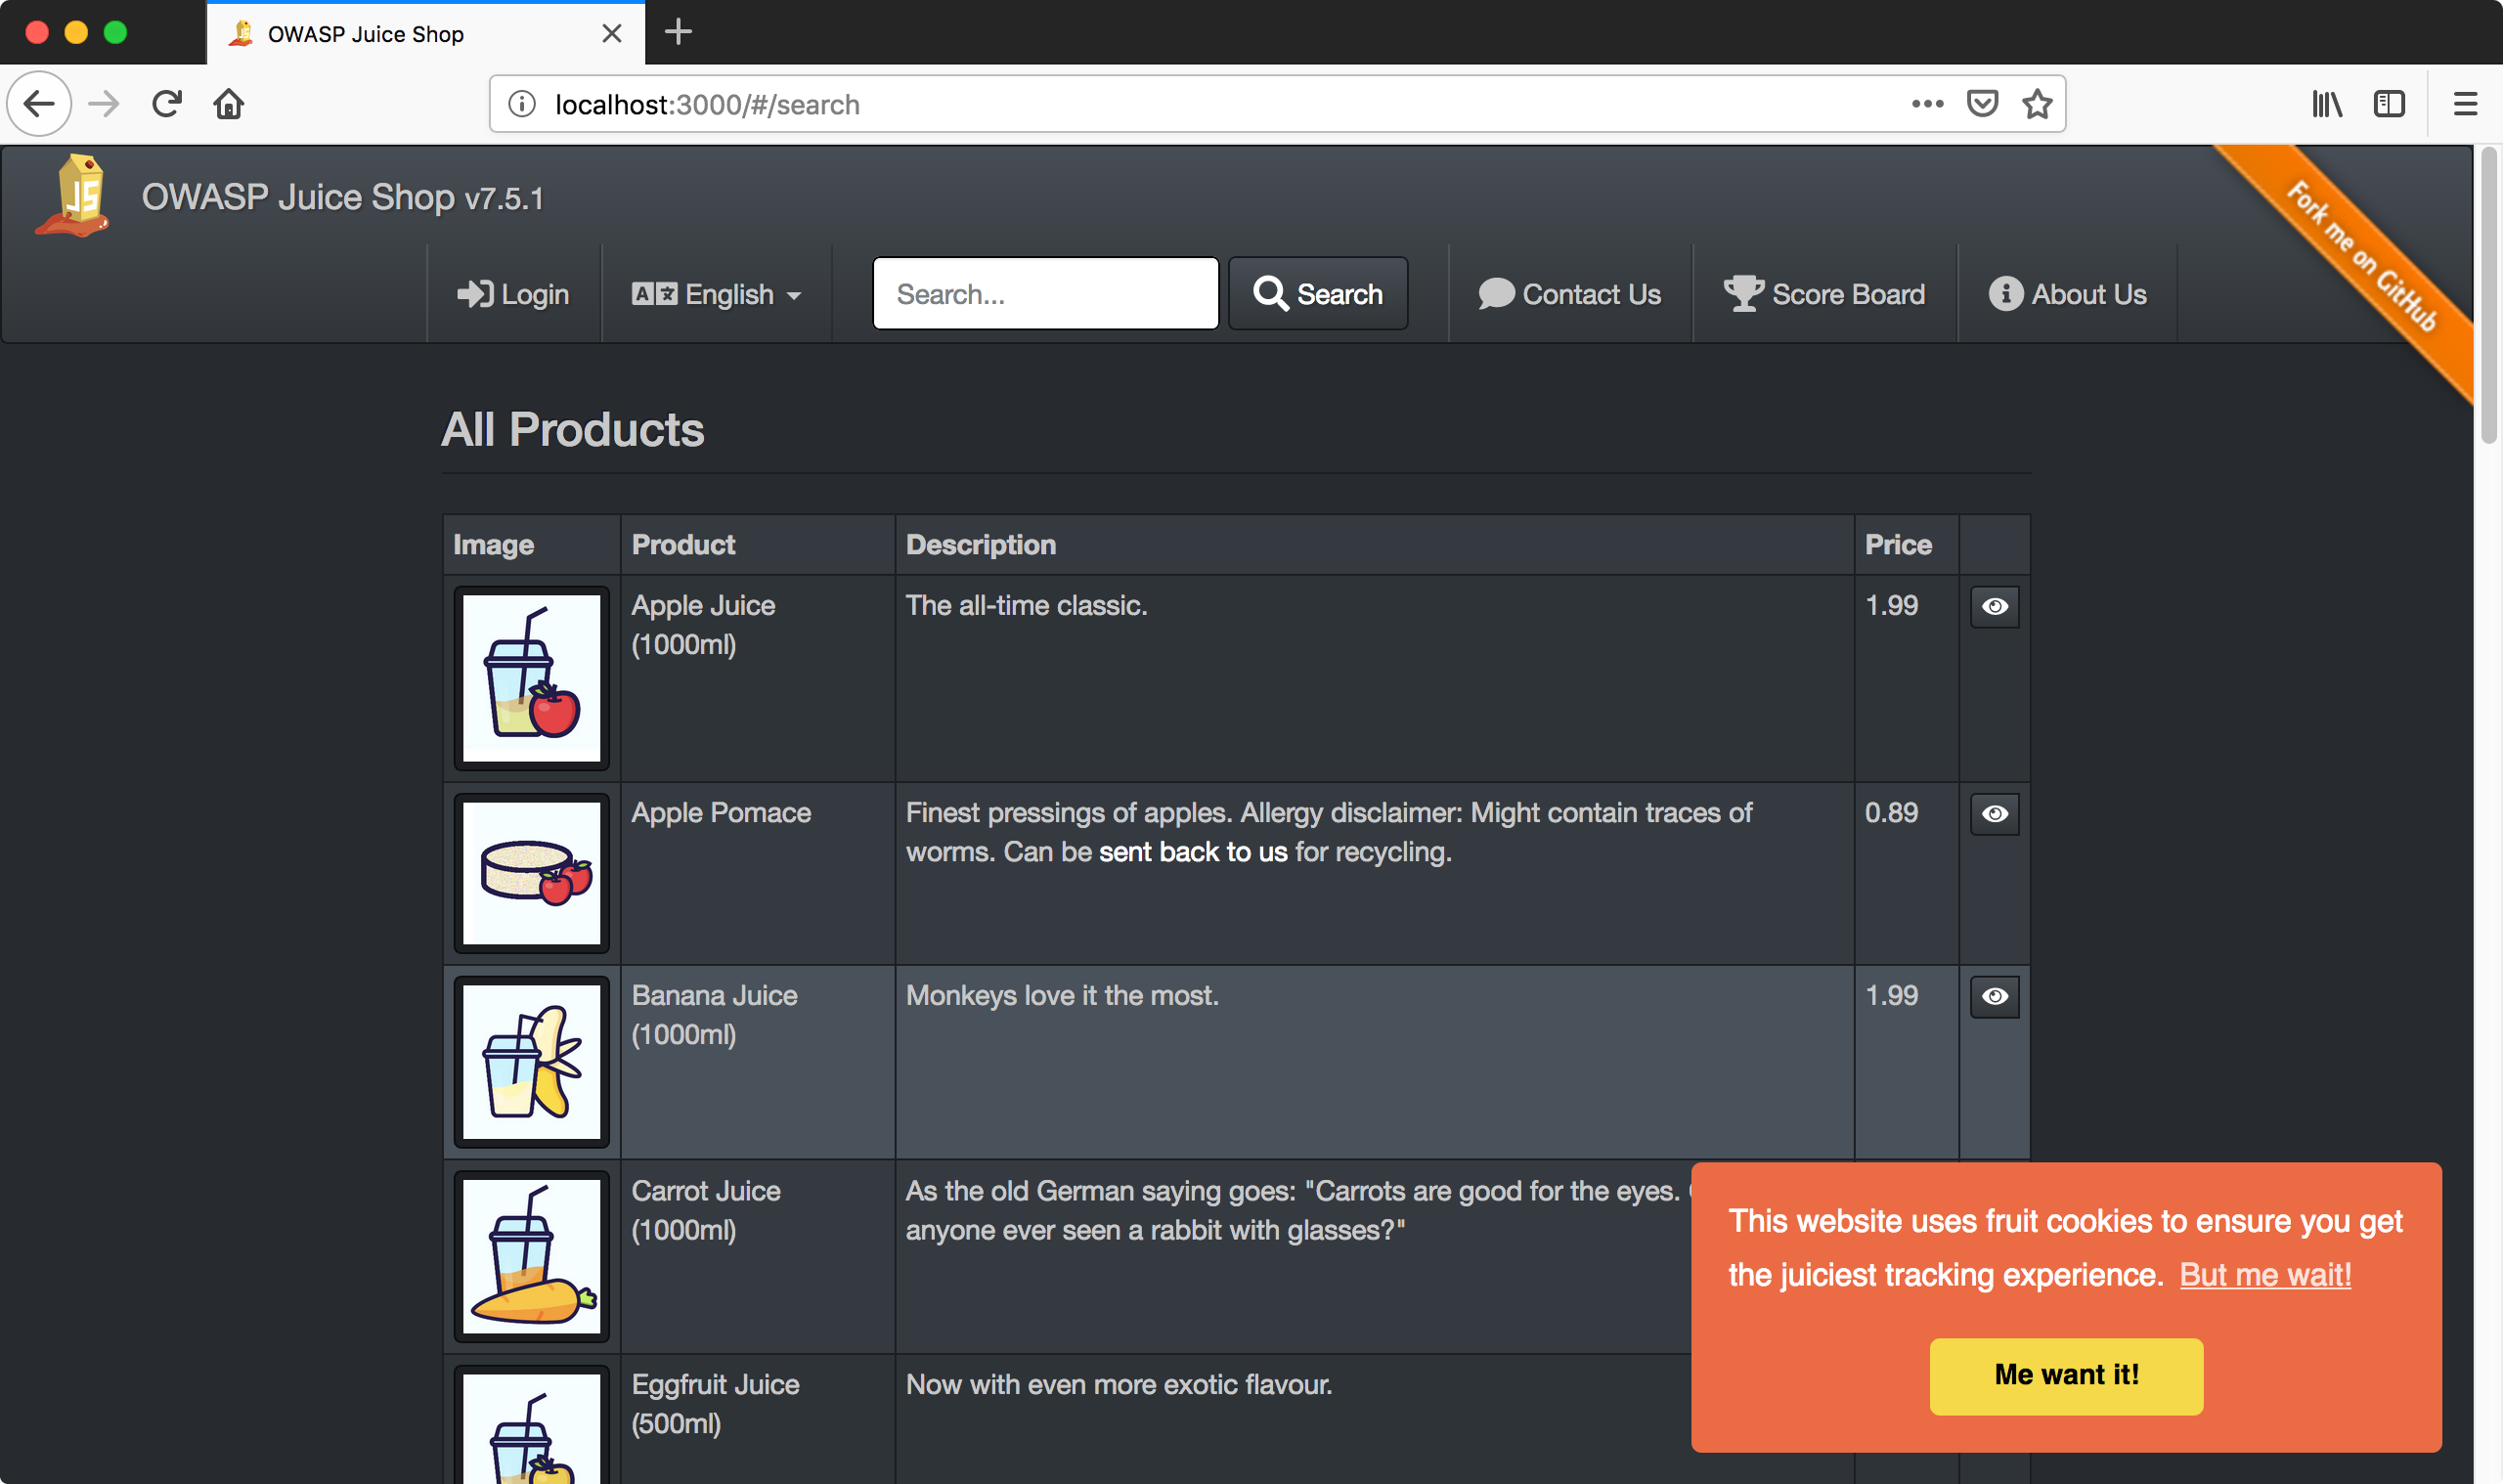 OWASP Juice Shop
localhost:3000/#/search
JS
OWASP Juice Shop v7.5.1
Fork me on GitHub
Login
English
Search...
Search
Contact Us
Score Board
About Us
All Products
Image Product Description Price
Apple Juice
(1000ml)
The all-time classic.
1.99
Apple Pomace
Finest pressings of apples. Allergy disclaimer: Might contain traces of
worms. Can be sent back to us for recycling.
0.89
Banana Juice
(1000ml)
Monkeys love it the most.
1.99
Carrot Juice
(1000ml)
As the old German saying goes: "Carrots are good for the eyes.
anyone ever seen a rabbit with glasses?"
Eggfruit Juice
(500ml)
Now with even more exotic flavour.
This website uses fruit cookies to ensure you get
the juiciest tracking experience. But me wait!
Me want it!